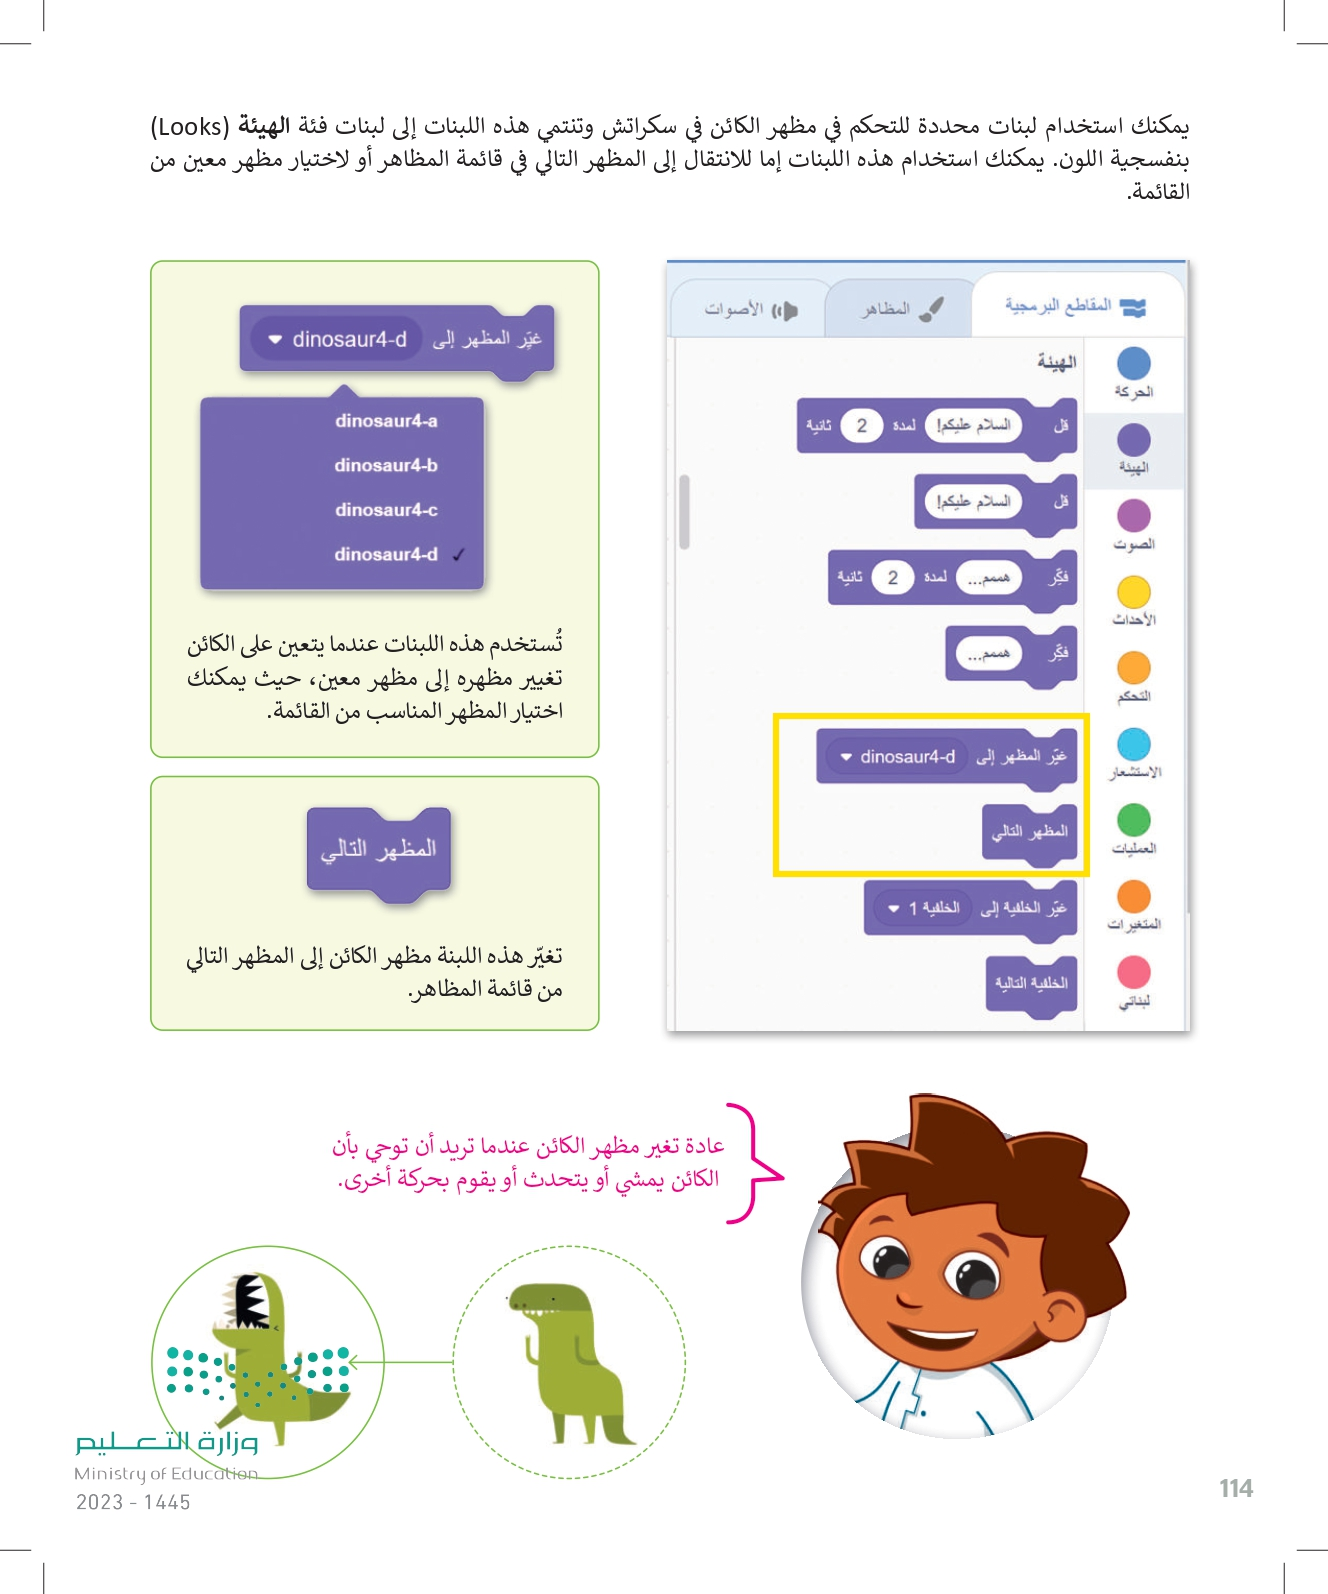 يمكنك استخدام لبنات محددة للتحكم في مظهر الكائن في سكراتش وتنتمي هذه اللبنات إلى لبنات فئة الهيئة (Looks)
بنفسجية اللون. يمكنك استخدام هذه اللبنات إما للانتقال إلى المظهر التالي في قائمة المظاهر أو لاختيار مظهر معين من
القائمة.
المقاطع البرمجية
المظاهر
الأصوات
الحركة
الهيئة
الصوت
الأحداث
التحكم
الاستشعار
العمليات
المتغيرات
لبناتي
الهيئة
قل السلام عليكم! لمدة 2 ثانية
قل السلام عليكم!
فكّر هممم... لمدة 2 ثانية
فكّر هممم...
غيّر المظهر إلى dinosaur4-d
المظهر التالي
غيّر الخلفية إلى الخلفية 1
الخلفية التالية
غيّر المظهر إلى dinosaur4-d
dinosaur4-a
dinosaur4-b
dinosaur4-c
dinosaur4-d ✓
تُستخدم هذه اللبنات عندما يتعين على الكائن
تغيير مظهره إلى مظهر معين، حيث يمكنك
اختيار المظهر المناسب من القائمة.
المظهر التالي
تغيّر هذه اللبنة مظهر الكائن إلى المظهر التالي
من قائمة المظاهر.
عادة تغير مظهر الكائن عندما تريد أن توحي بأن
الكائن يمشي أو يتحدث أو يقوم بحركة أخرى.
وزارة التعليم
Ministry of Education
2023 - 1445
114